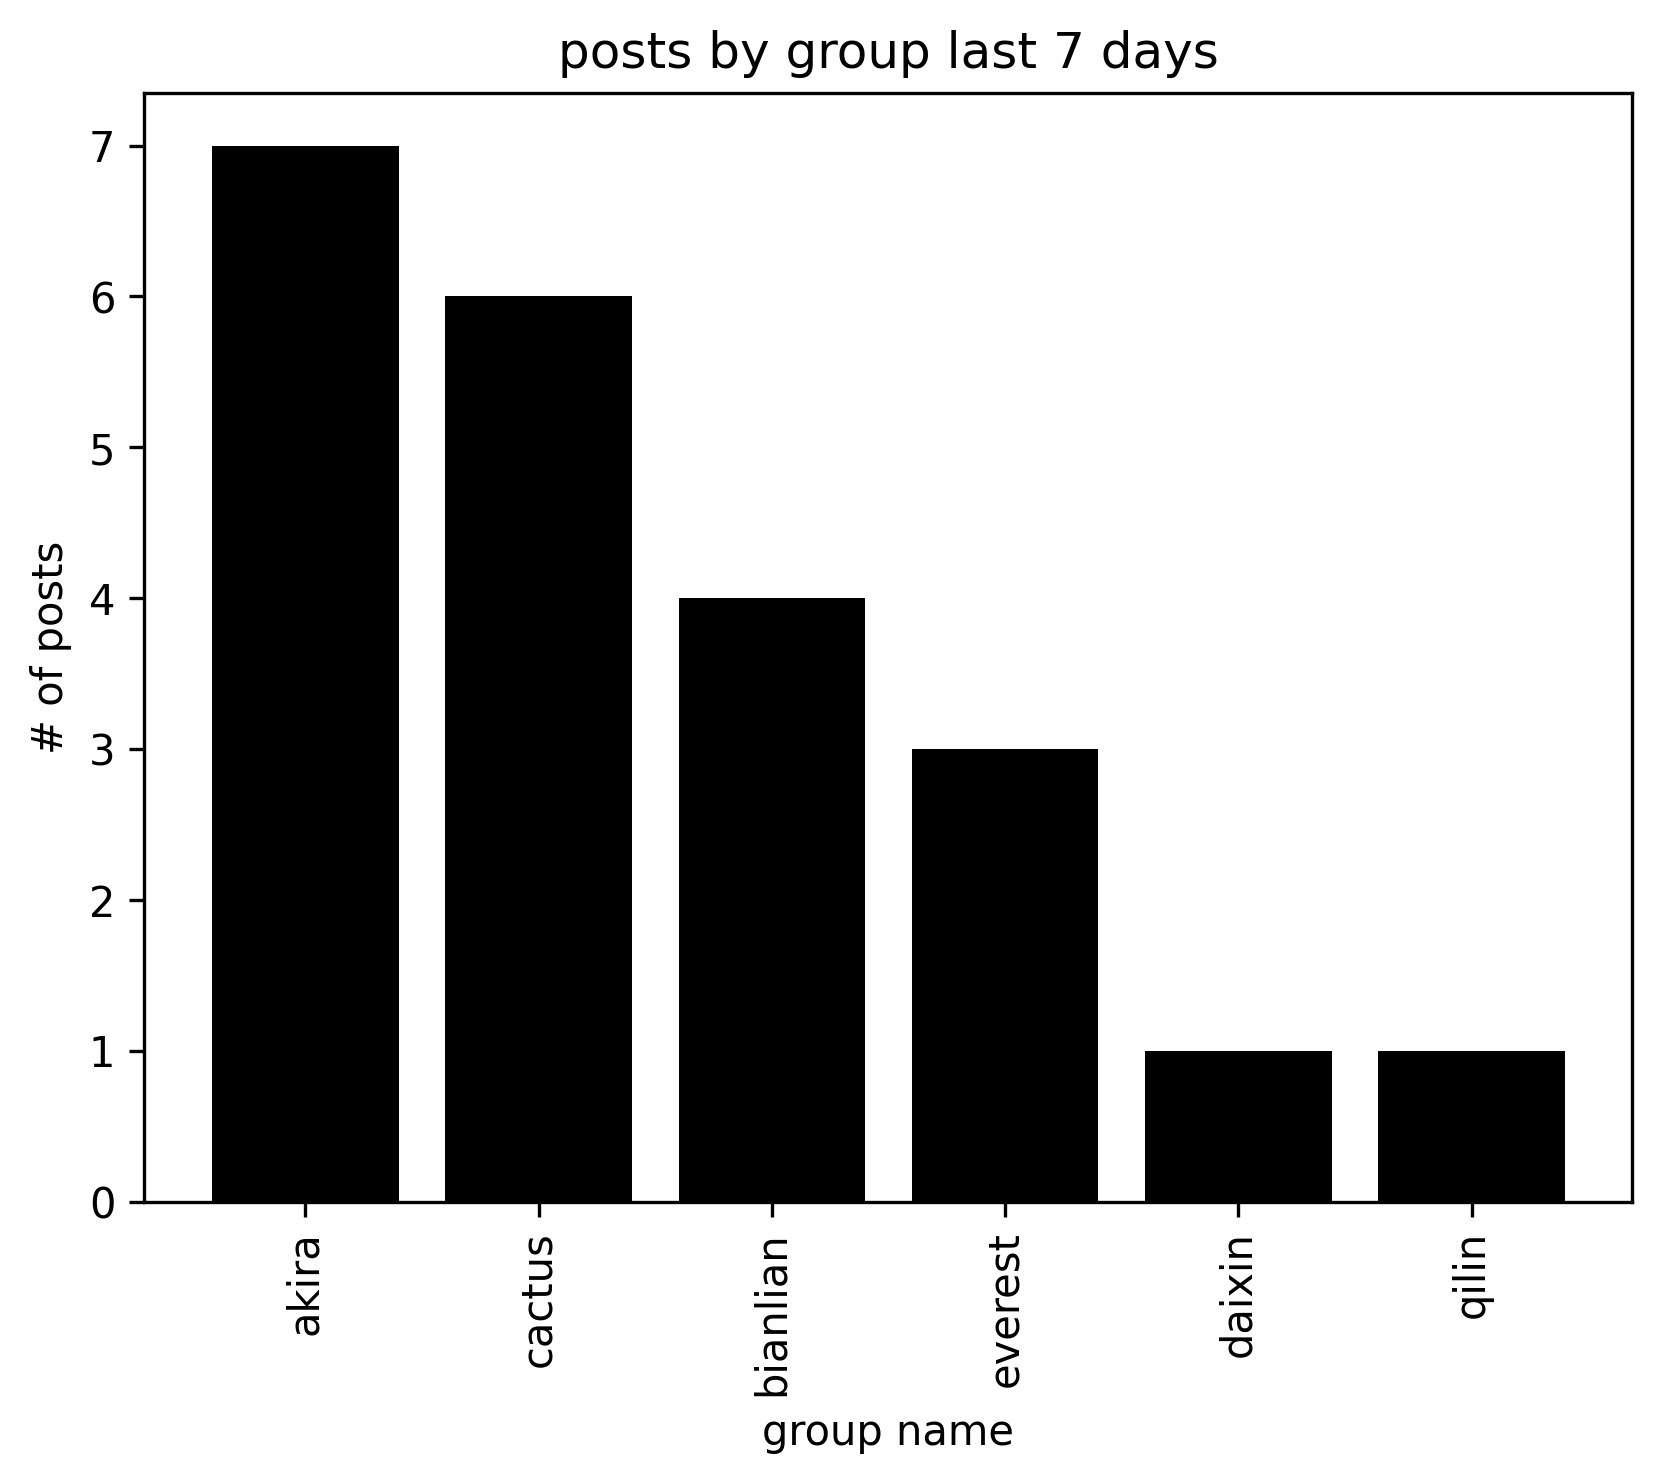 posts by group last 7 days
7
6
5
4
3
2
1
0
# of posts
akira
cactus
bianlian
everest
daixin
qilin
group name